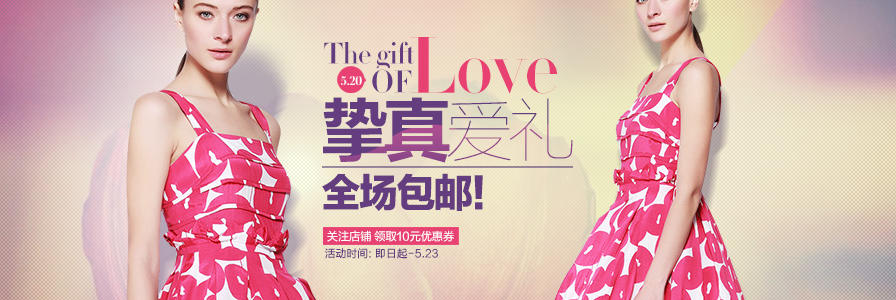 The gift
5.20 OF Love
挚真爱礼
全场包邮!
关注店铺 领取10元优惠券
活动时间: 即日起-5.23